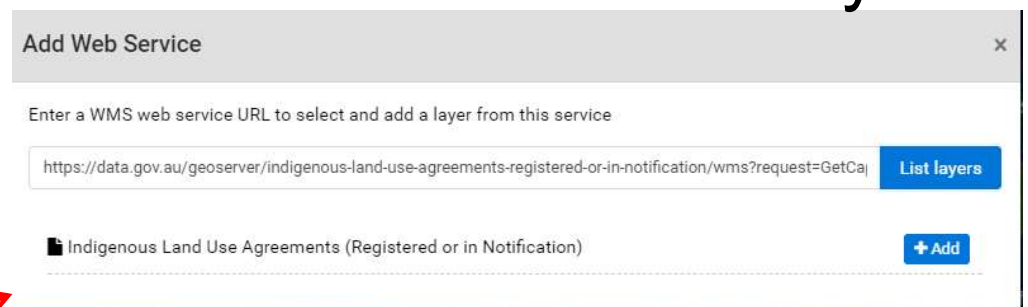 Add Web Service ×
Enter a WMS web service URL to select and add a layer from this service
https://data.gov.au/geoserver/indigenous-land-use-agreements-registered-or-in-notification/wms?request=GetCa List layers
Indigenous Land Use Agreements (Registered or in Notification) + Add